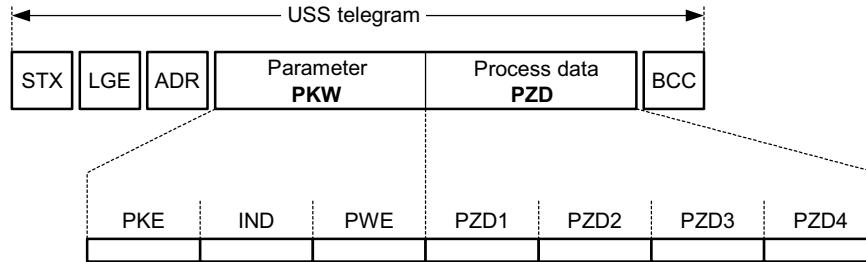 USS telegram
STX LGE ADR Parameter PKW Process data PZD BCC
PKE IND PWE PZD1 PZD2 PZD3 PZD4